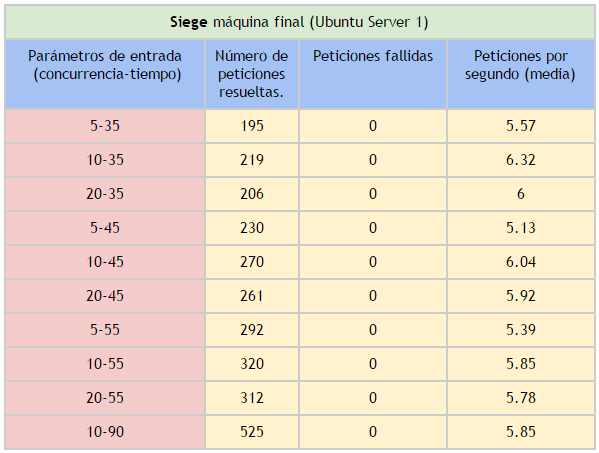 Siege máquina final (Ubuntu Server 1)
Parámetros de entrada (concurrencia-tiempo) Número de peticiones resueltas. Peticiones fallidas Peticiones por segundo (media)
5-35 195 0 5.57
10-35 219 0 6.32
20-35 206 0 6
5-45 230 0 5.13
10-45 270 0 6.04
20-45 261 0 5.92
5-55 292 0 5.39
10-55 320 0 5.85
20-55 312 0 5.78
10-90 525 0 5.85